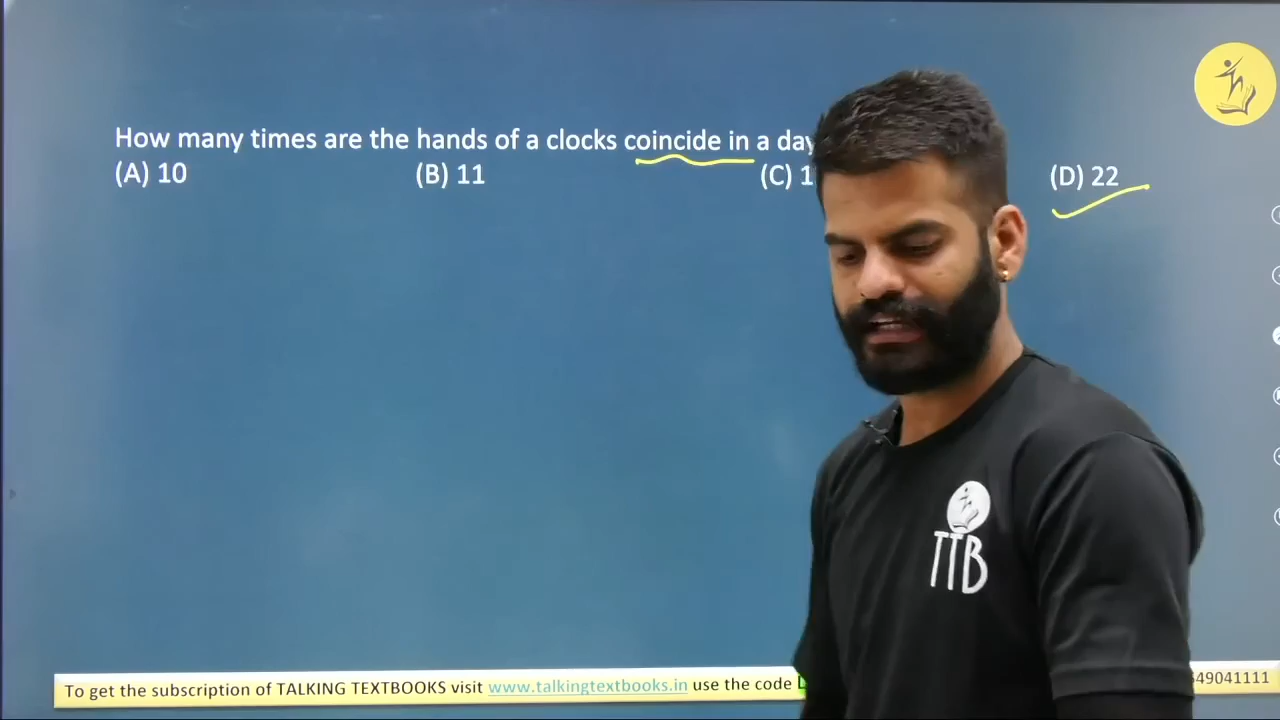 How many times are the hands of a clocks coincide in a day
(A) 10 (B) 11 (C) 1 (D) 22
TTB
To get the subscription of TALKING TEXTBOOKS visit www.talkingtextbooks.in use the code 49041111